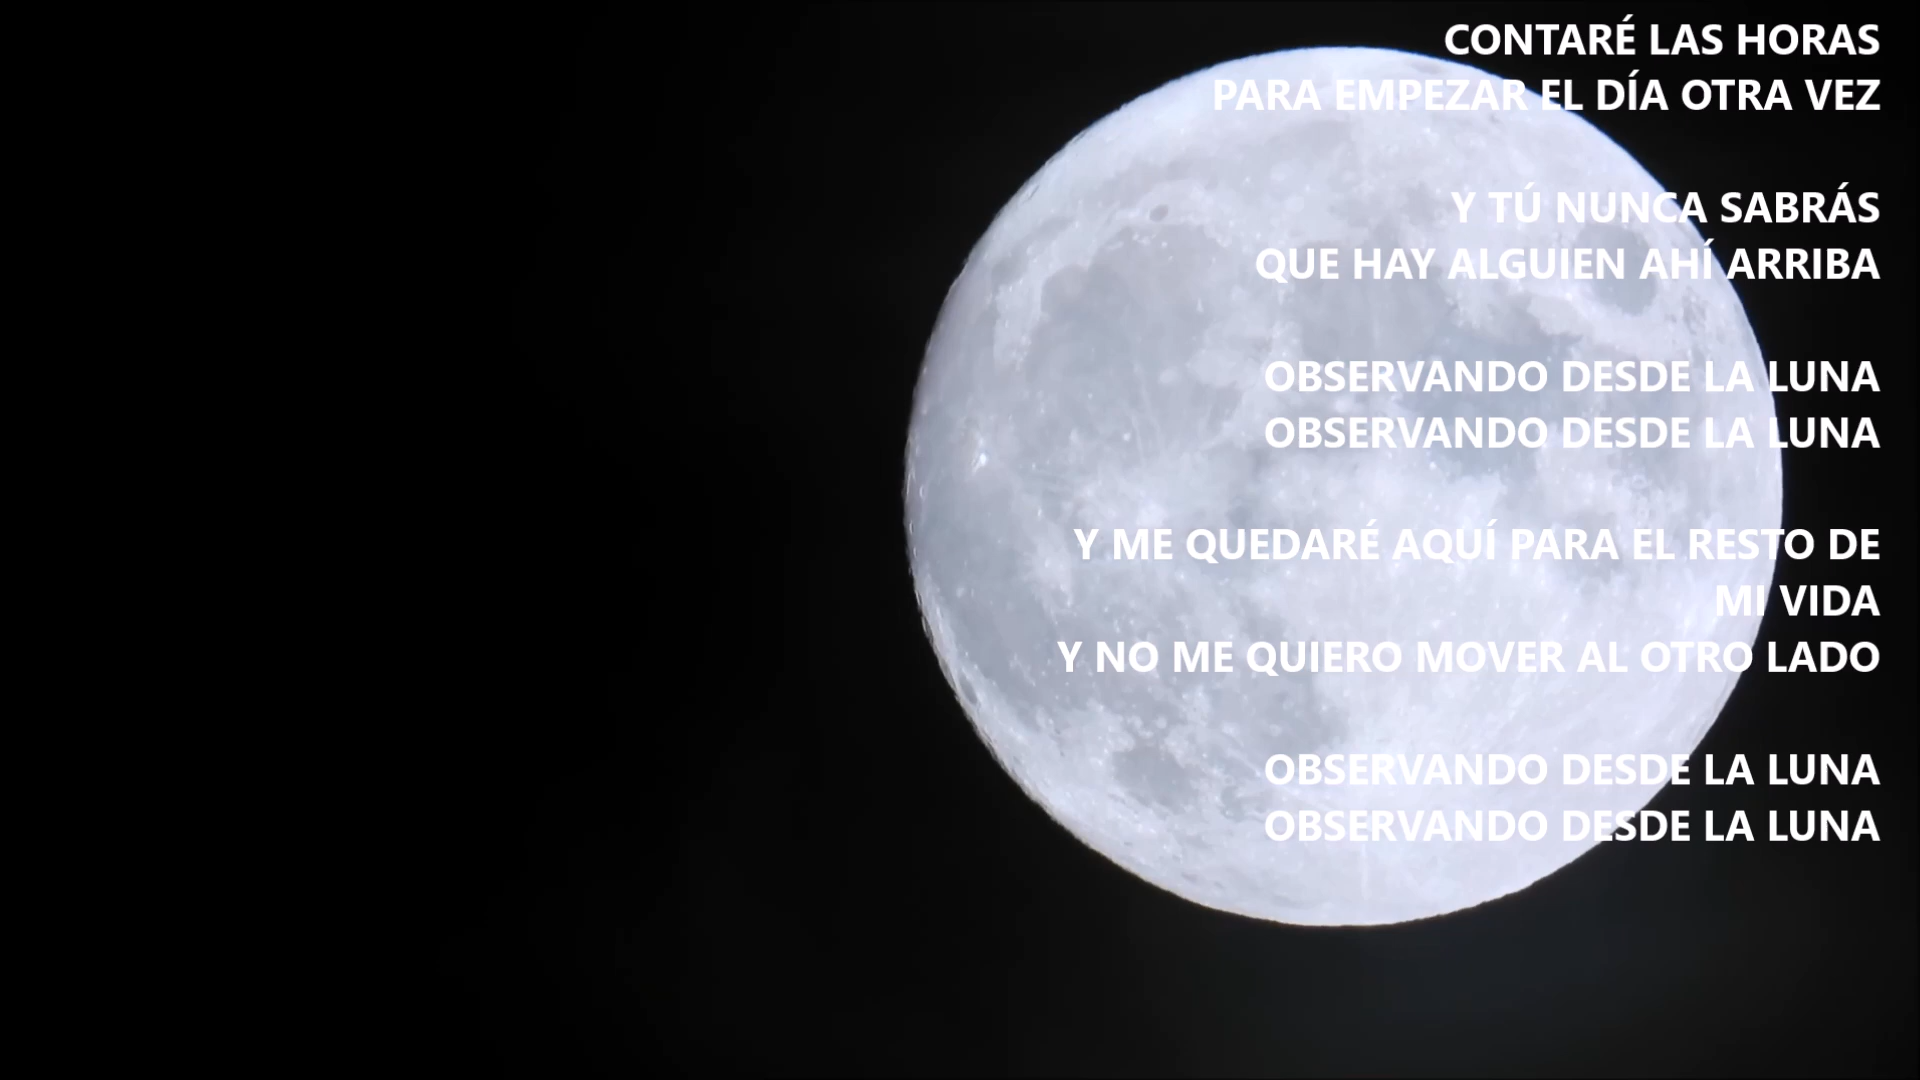 CONTARÉ LAS HORAS
PARA EMPEZAR EL DÍA OTRA VEZ
Y TÚ NUNCA SABRÁS
QUE HAY ALGUIEN AHÍ ARRIBA
OBSERVANDO DESDE LA LUNA
OBSERVANDO DESDE LA LUNA
Y ME QUEDARÉ AQUÍ PARA EL RESTO DE
MI VIDA
Y NO ME QUIERO MOVER AL OTRO LADO
OBSERVANDO DESDE LA LUNA
OBSERVANDO DESDE LA LUNA